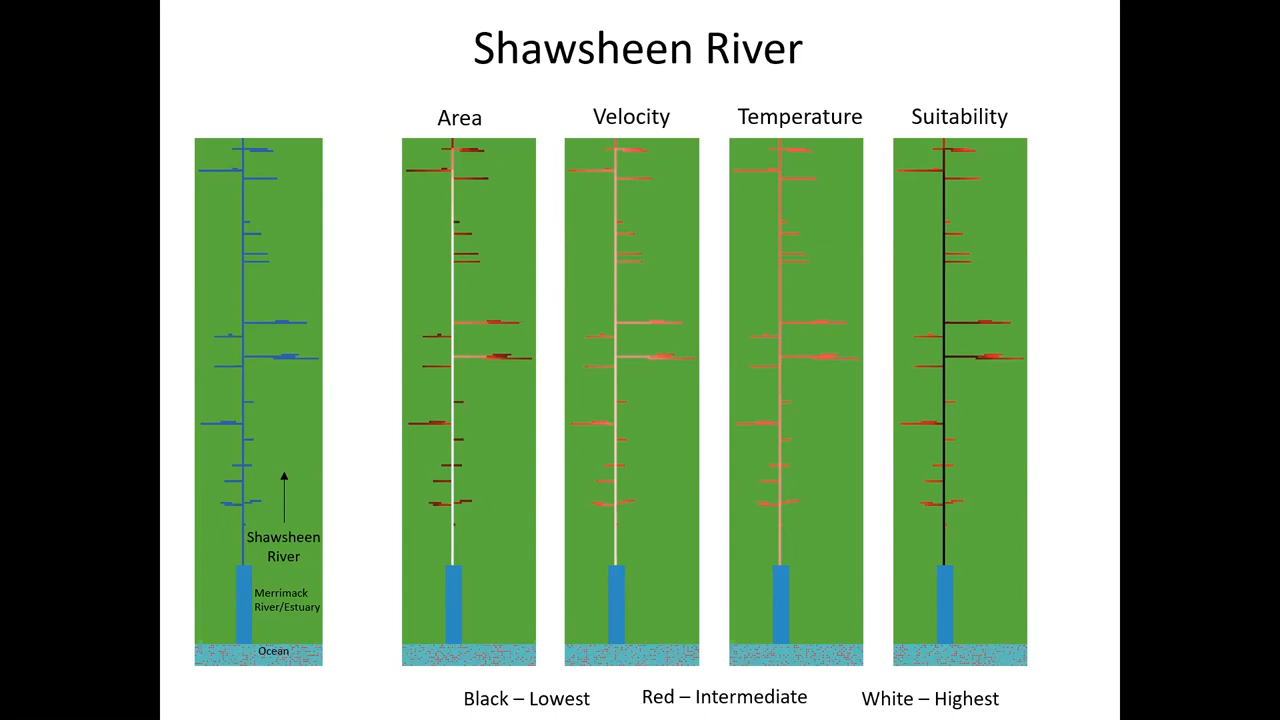 Shawsheen River
Area
Velocity
Temperature
Suitability
Shawsheen
River
Merrimack
River/Estuary
Ocean
Black – Lowest
Red – Intermediate
White – Highest